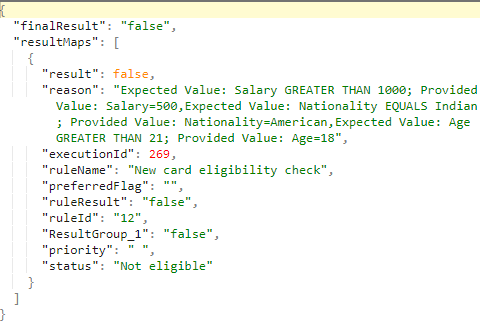 {
  "finalResult": "false",
  "resultMaps": [
    {
      "result": false,
      "reason": "Expected Value: Salary GREATER THAN 1000; Provided
      Value: Salary=500,Expected Value: Nationality EQUALS Indian
      ; Provided Value: Nationality=American,Expected Value: Age
      GREATER THAN 21; Provided Value: Age=18",
      "executionId": 269,
      "ruleName": "New card eligibility check",
      "preferredFlag": "",
      "ruleResult": "false",
      "ruleId": "12",
      "ResultGroup_1": "false",
      "priority": " ",
      "status": "Not eligible"
    }
  ]
}